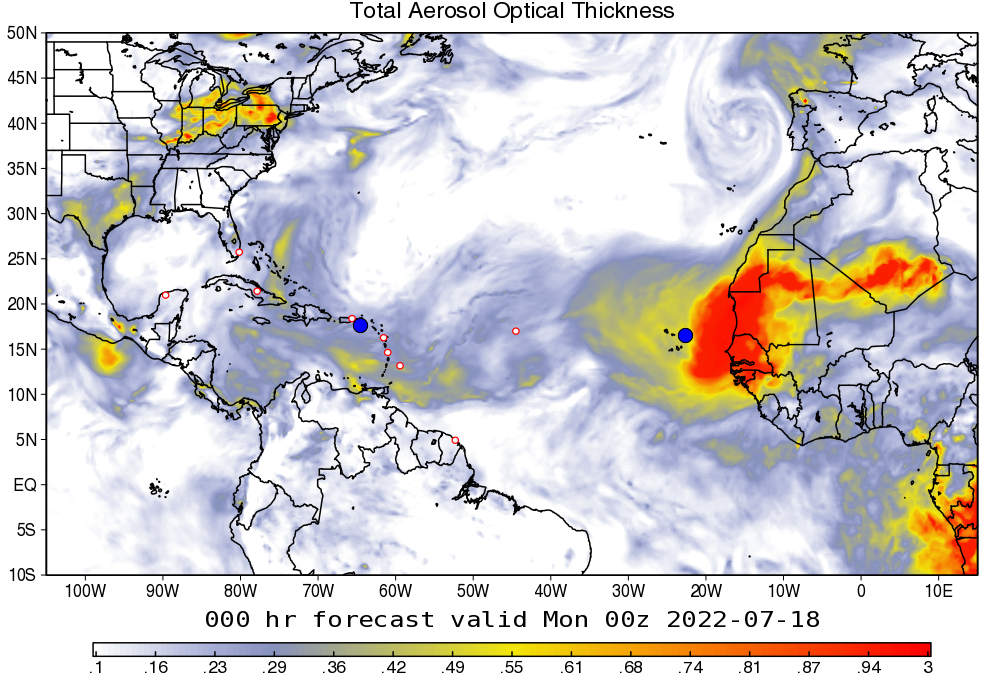 Total Aerosol Optical Thickness
50N
45N
40N
35N
30N
25N
20N
15N
10N
5N
EQ
5S
10S
100W 90W 80W 70W 60W 50W 40W 30W 20W 10W 0 10E
000 hr forecast valid Mon 00z 2022-07-18
.1 .16 .23 .29 .36 .42 .49 .55 .61 .68 .74 .81 .87 .94 3